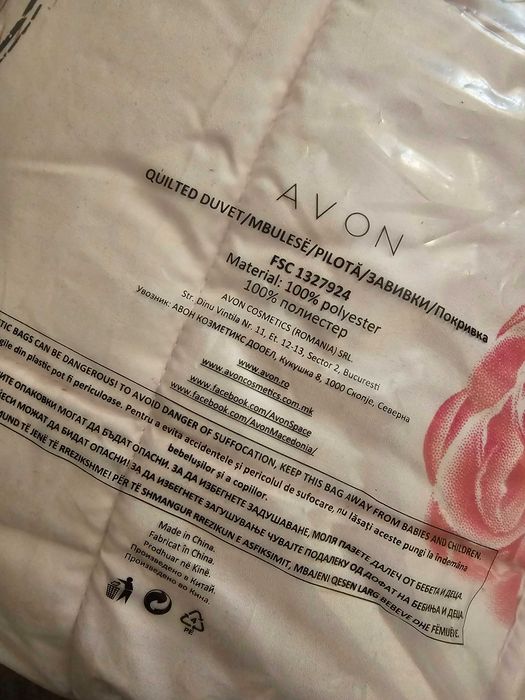 AVON
QUILTED DUVET/MBULESË/PILOTĂ/ЗАВИВКИ/Покривка
FSC 1327924
Material: 100% polyester
100% полиестер
AVON COSMETICS (ROMANIA) SRL.
Str. Dinu Vintila Nr. 11, Et. 12-13, Sector 2, Bucuresti
Увозник: АВОН КОЗМЕТИКС ДООЕЛ, Кукушка 8, 1000 Скопје, Северна
www.avon.ro
www.avoncosmetics.com.mk
www.facebook.com/AvonSpace
www.facebook.com/AvonMacedonia/
TIC BAGS CAN BE DANGEROUS! TO AVOID DANGER OF SUFFOCATION, KEEP THIS BAG AWAY FROM BABIES AND CHILDREN.
gile din plastic pot fi periculoase. Pentru a evita accidentele și pericolul de sufocare, nu lăsați aceste pungi la îndemâna
bebelușilor și a copiilor.
ИТЕ ОПАКОВКИ МОГАТ ДА БЪДАТ ОПАСНИ. ЗА ДА ИЗБЕГНЕТЕ ЗАДУШАВАНЕ, МОЛЯ ПАЗЕТЕ ДАЛЕЧ ОТ БЕБЕТА И ДЕЦА
ЌЕСИ МОЖАТ ДА БИДАТ ОПАСНИ. ЗА ДА ИЗБЕГНЕТЕ ЗАГУШУВАЊЕ ЧУВАЈТЕ ПОДАЛЕКУ ОД ДОФАТ НА БЕБИЊА И ДЕЦА
MUND TË JENË TË RREZIKSHME! PËR TË SHMANGUR RREZIKUN E ASFIKSIMIT, MBAJENI QESEN LARG BEBEVE DHE FËMIJËVE.
Made in China.
Fabricat în China.
Prodhuar në Kinë.
Произведено в Китай.
Произведено во Кина.
4
PE